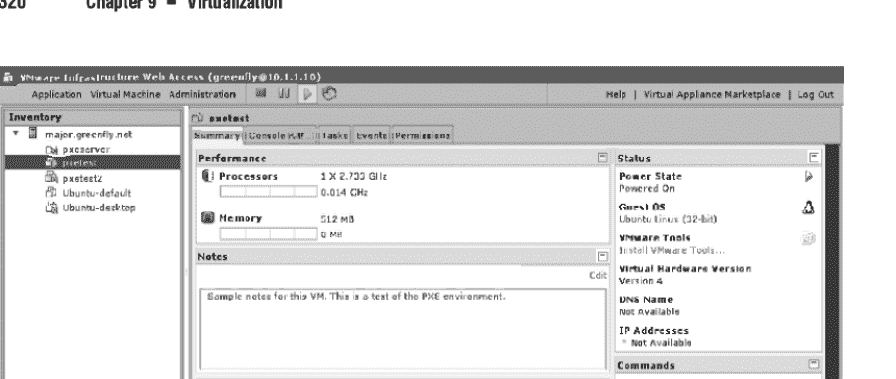 320 Chapter 9 ■ Virtualization
VMware Infrastructure Web Access (greenfly@10.1.1.10)
Application Virtual Machine Administration
Help | Virtual Appliance Marketplace | Log Out
Inventory
major.greenfly.net
pxeserver
pxetest
pxetest2
Ubuntu-default
Ubuntu-desktop
pxetest
Summary Console Tasks Events Permissions
Performance
Processors 1 X 2.733 GHz
0.014 GHz
Memory 512 MB
0 MB
Notes
Edit
Sample notes for this VM. This is a test of the PXE environment.
Status
Power State
Powered On
Guest OS
Ubuntu Linux (32-bit)
VMware Tools
Install VMware Tools...
Virtual Hardware Version
Version 4
DNS Name
Not Available
IP Addresses
Not Available
Commands